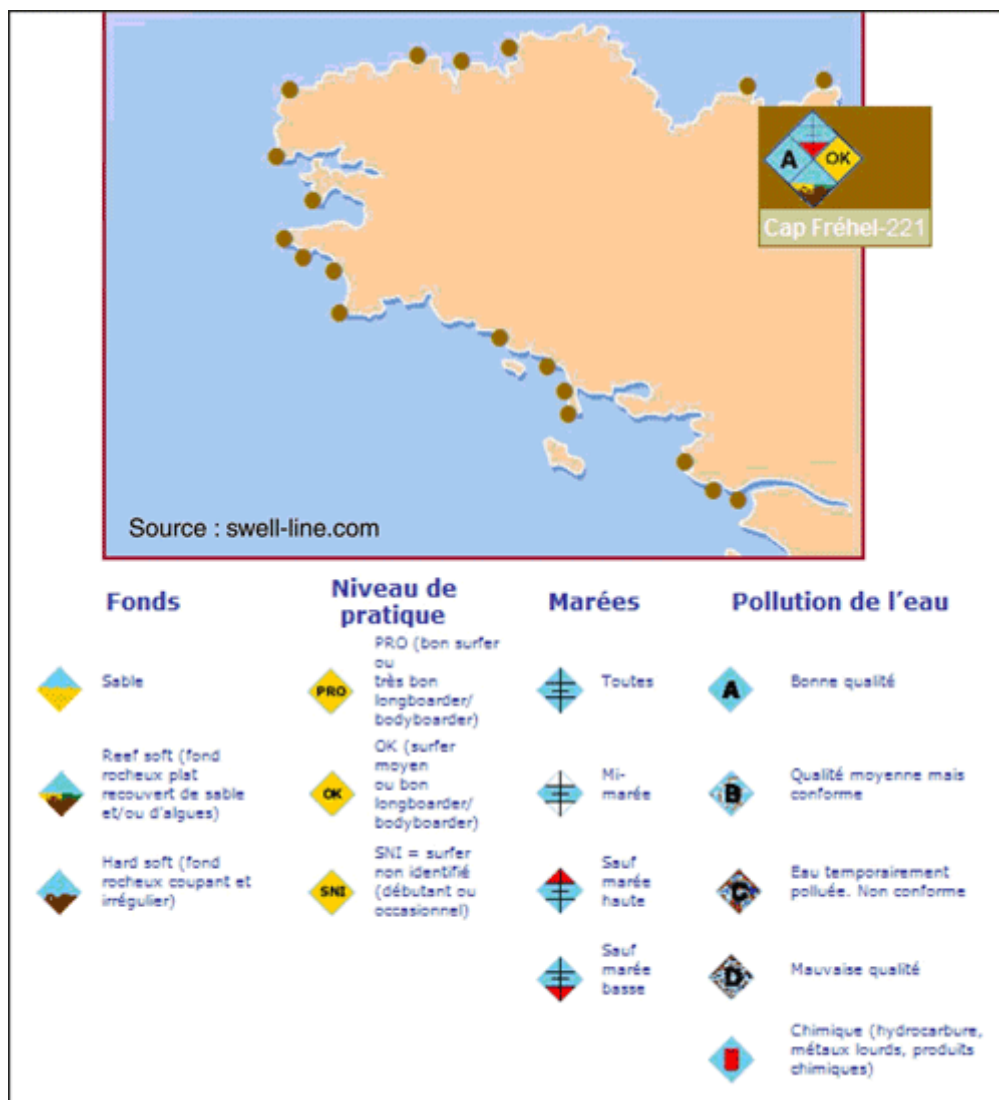 A
OK
Cap Fréhel-221
Source : swell-line.com
Fonds
Sable
Reef soft (fond
rocheux plat
recouvert de sable
et/ou d'algues)
Hard soft (fond
rocheux coupant et
irrégulier)
Niveau de
pratique
PRO
PRO (bon surfer
ou
très bon
longboarder/
bodyboarder)
OK
OK (surfer
moyen
ou bon
longboarder/
bodyboarder)
SNI
SNI = surfer
non identifié
(débutant ou
occasionnel)
Marées
Toutes
Mi-
marée
Sauf
marée
haute
Sauf
marée
basse
Pollution de l'eau
A
Bonne qualité
B
Qualité moyenne mais
conforme
C
Eau temporairement
polluée. Non conforme
D
Mauvaise qualité
Chimique (hydrocarbure,
métaux lourds, produits
chimiques)